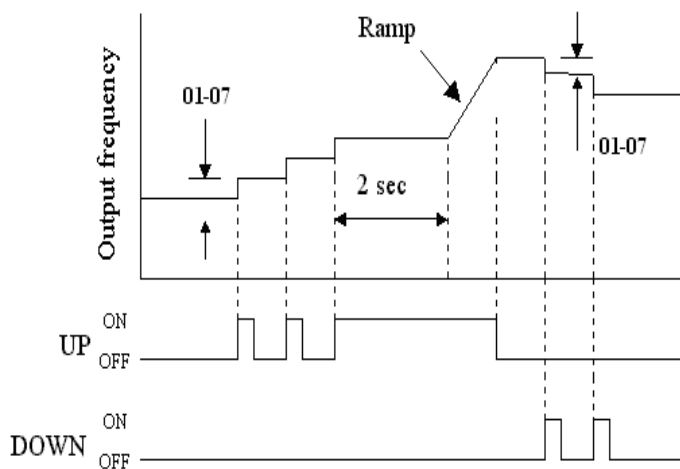 Ramp
01-07
Output frequency
2 sec
01-07
UP
ON
OFF
DOWN
ON
OFF